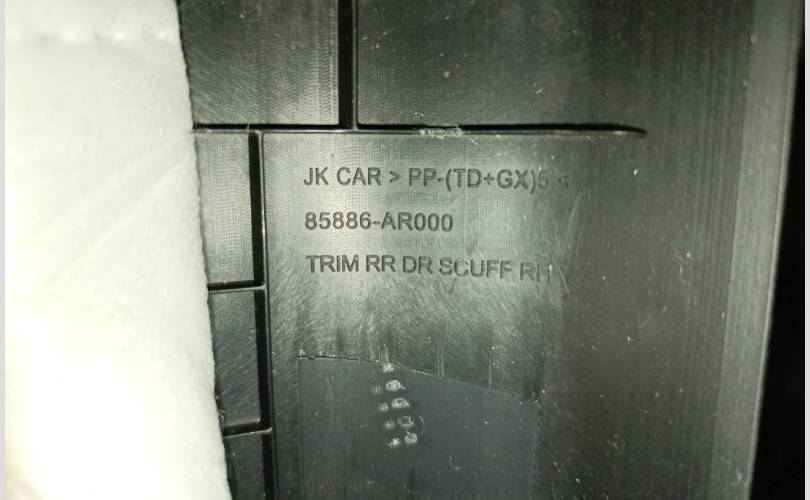 JK CAR > PP-(TD+GX)5 <
85886-AR000
TRIM RR DR SCUFF RH